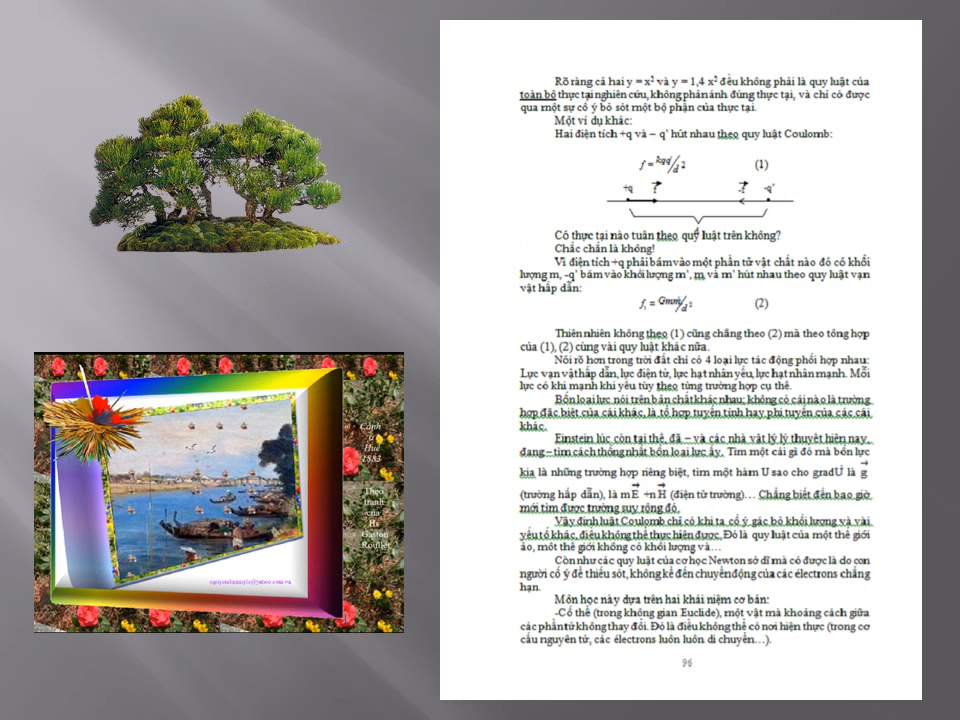 Rõ ràng cả hai y = x² và y = 1,4 x² đều không phải là quy luật của
toàn bộ thực tại nghiên cứu, không phản ánh đúng thực tại, và chỉ có được
qua một sự cố ý bỏ sót một bộ phận của thực tại.
Một ví dụ khác:
Hai điện tích +q và – q' hút nhau theo quy luật Coulomb:
(1)
+q
-q'
d
Có thực tại nào tuân theo quy luật trên không?
Chắc chắn là không!
Vì điện tích +q phải bám vào một phần tử vật chất nào đó có khối
lượng m, -q' bám vào khối lượng m', m và m' hút nhau theo quy luật vạn
vật hấp dẫn:
(2)
Thiên nhiên không theo (1) cũng chẳng theo (2) mà theo tổng hợp
của (1), (2) cùng vài quy luật khác nữa.
Nói rõ hơn trong trời đất chỉ có 4 loại lực tác động phối hợp nhau:
Lực vạn vật hấp dẫn, lực điện từ, lực hạt nhân yếu, lực hạt nhân mạnh. Mỗi
lực có khi mạnh khi yếu tùy theo từng trường hợp cụ thể.
Bốn loại lực nói trên bản chất khác nhau; không có cái nào là trường
hợp đặc biệt của cái khác, là tổ hợp tuyến tính hay phi tuyến của các cái
khác.
Einstein lúc còn tại thế, đã – và các nhà vật lý lý thuyết hiện nay,
đang – tìm cách thống nhất bốn loại lực ấy. Tìm một cái gì đó mà bốn lực
kia là những trường hợp riêng biệt, tìm một hàm U sao cho gradU là g
(trường hấp dẫn), là mE +nH (điện từ trường)... Chẳng biết đến bao giờ
mới tìm được trường suy rộng đó.
Vậy định luật Coulomb chỉ có khi ta cố ý gác bỏ khối lượng và vài
yếu tố khác, điều không thể thực hiện được. Đó là quy luật của một thế giới
ảo, một thế giới không có khối lượng và...
Còn như các quy luật của cơ học Newton sở dĩ mà có được là do con
người cố ý để thiếu sót, không kể đến chuyển động của các électrons chẳng
hạn.
Môn học này dựa trên hai khái niệm cơ bản:
-Cố thể (trong không gian Euclide), một vật mà khoảng cách giữa
các phần tử không thay đổi. Đó là điều không thể có nơi hiện thực (trong cơ
cấu nguyên tử, các électrons luôn luôn di chuyển...).
96
Cảnh
ở
Huế
1883
Theo
tranh
của
Hs
Gaston
Roullet